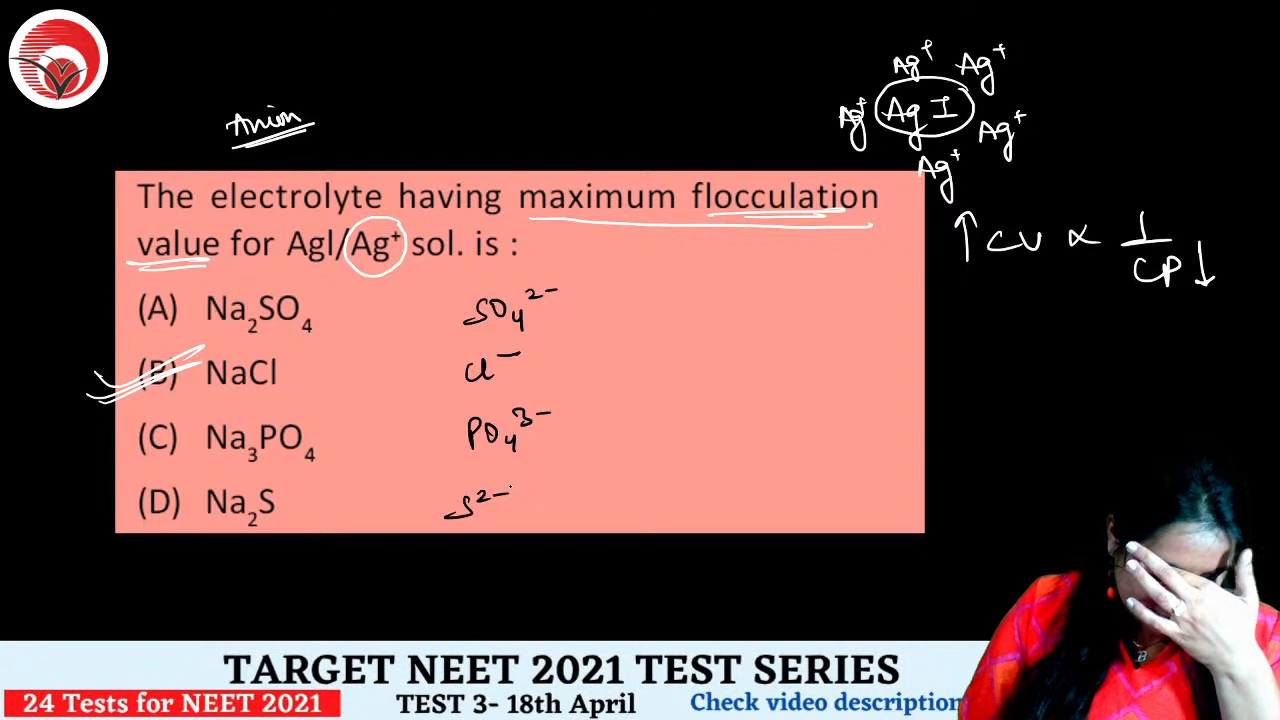 Ag⁺ Ag⁺
Ag⁺ Ag I Ag⁺
Ag⁺
Anion
The electrolyte having maximum flocculation
value for AgI/Ag⁺ sol. is :
↑ CV ∝ 1/CP ↓
(A) Na₂SO₄ SO₄²⁻
(B) NaCl Cl⁻
(C) Na₃PO₄ PO₄³⁻
(D) Na₂S S²⁻
TARGET NEET 2021 TEST SERIES
24 Tests for NEET 2021 TEST 3- 18th April Check video description